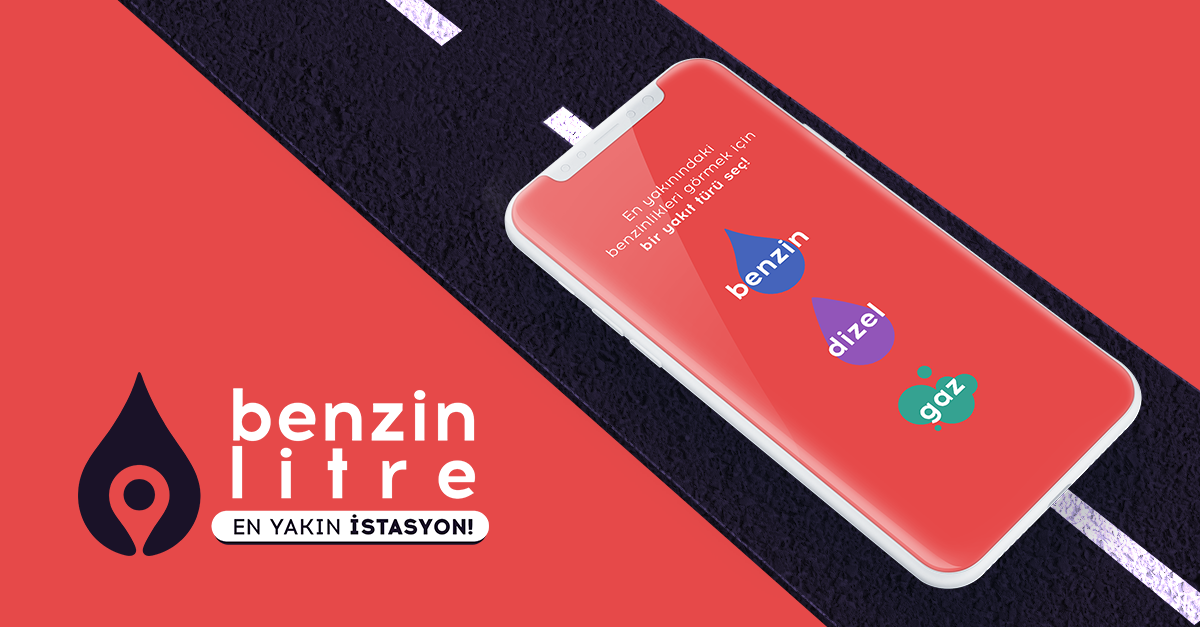 En yakınındaki
benzinlikleri görmek için
bir yakıt türü seç!
benzin
dizel
gaz
benzin
litre
EN YAKIN İSTASYON!